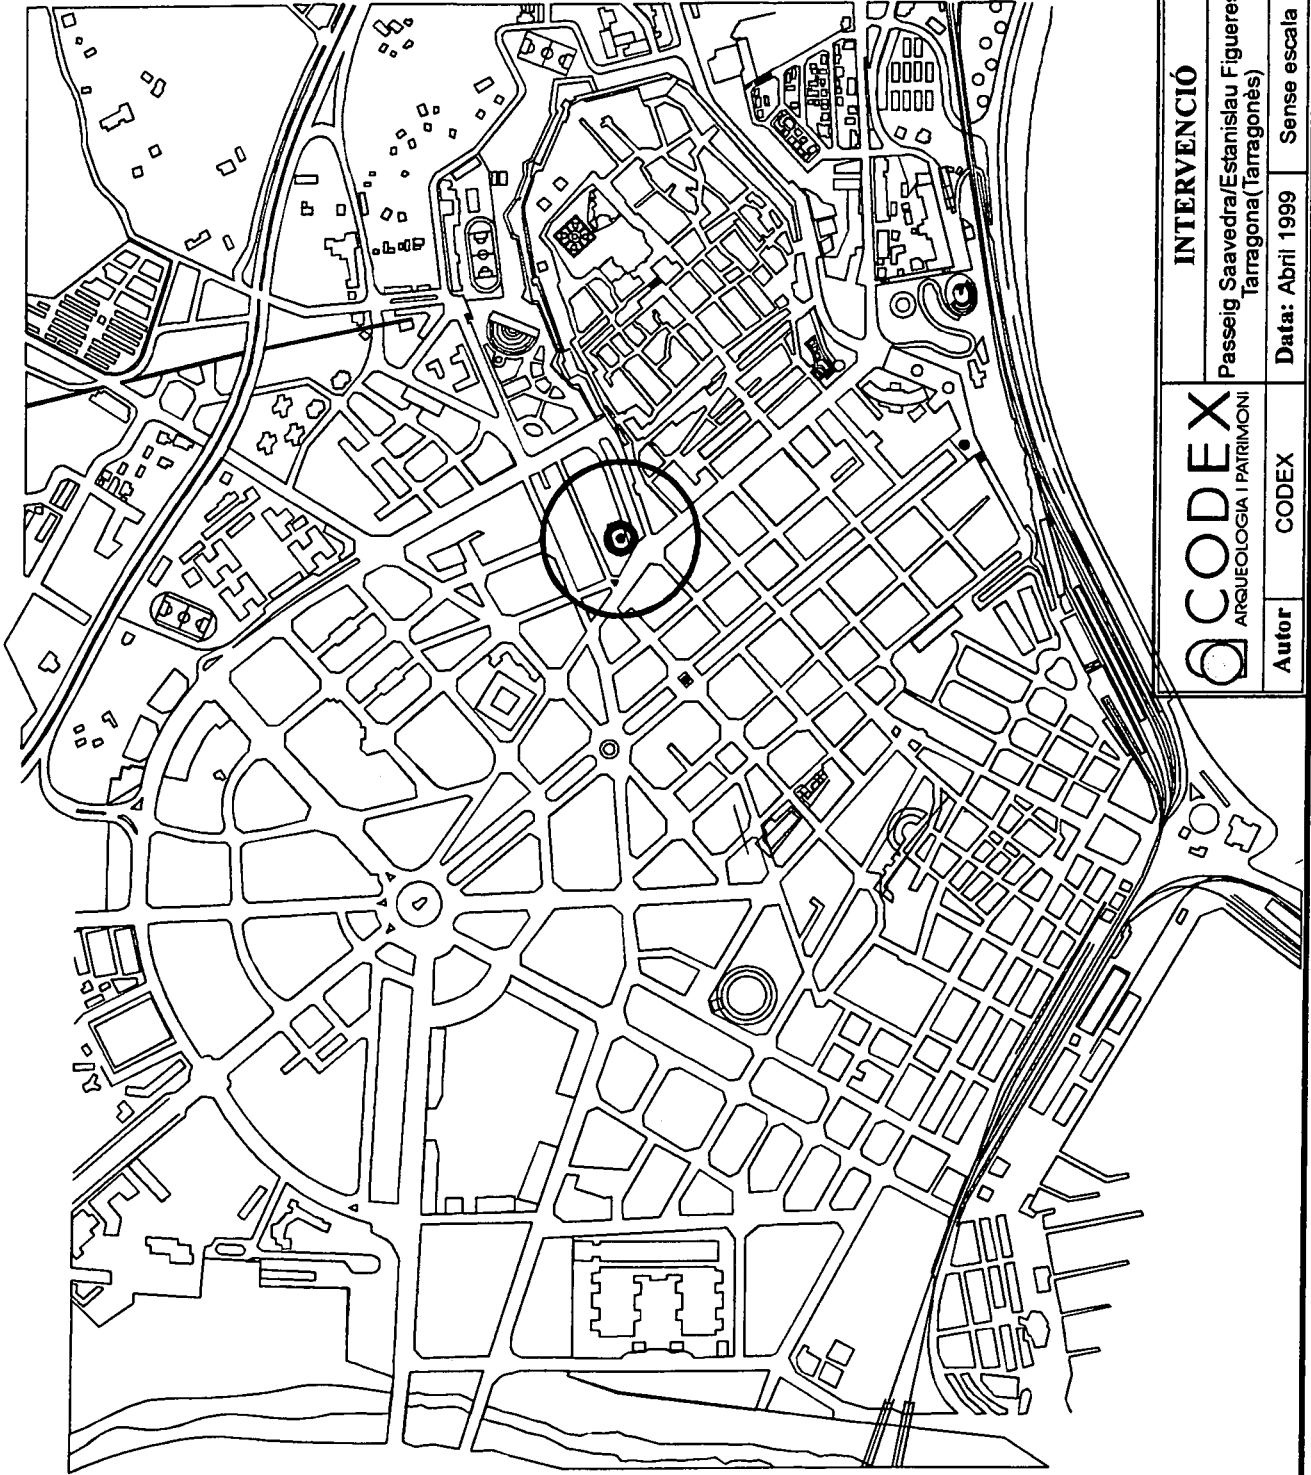 INTERVENCIÓ
Passeig Saavedra/Estanislau Figueres
Tarragona(Tarragonès)
CODEX
ARQUEOLOGIA I PATRIMONI
Autor
CODEX
Data: Abril 1999
Sense escala